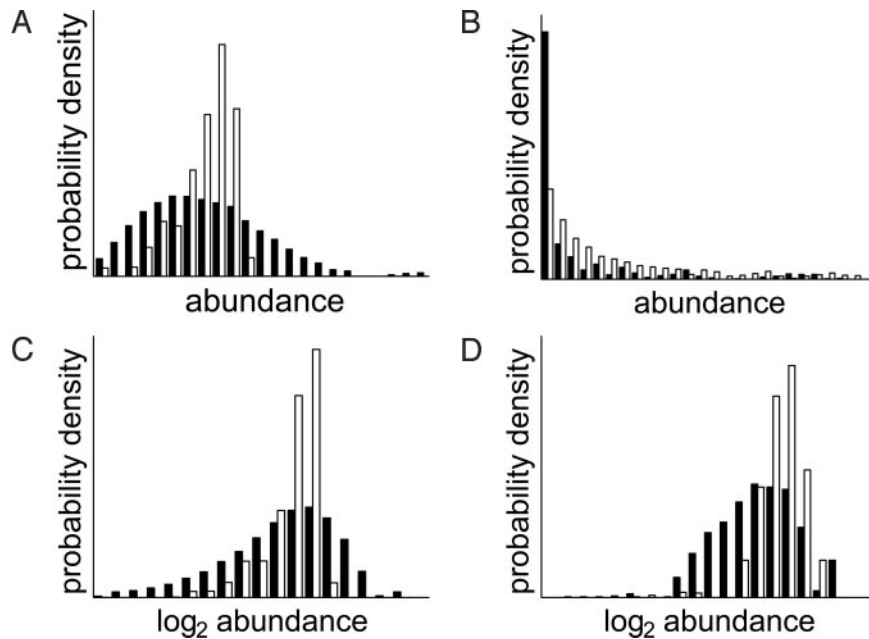 A
probability density
abundance
B
probability density
abundance
C
probability density
log₂ abundance
D
probability density
log₂ abundance